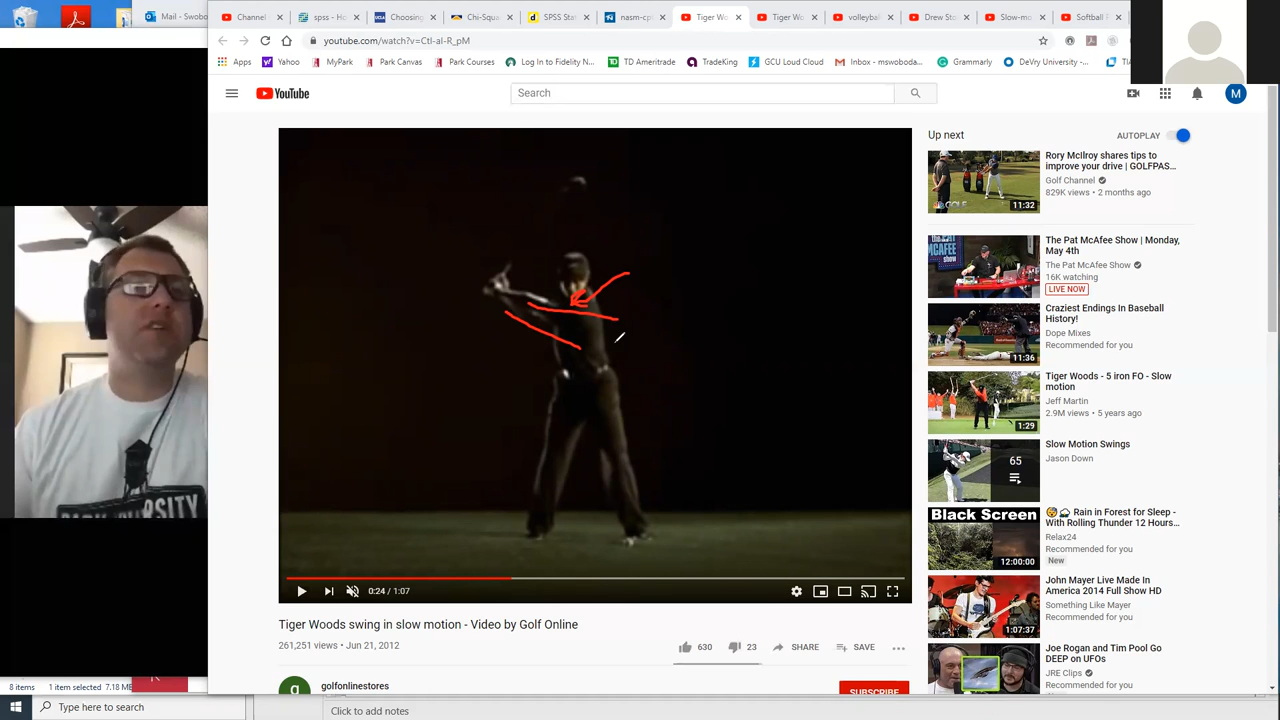 Swobo
Channel
spss - Ho
Choosing
Chi-Squar
SPSS Stat
nasm-cpt
Tiger Wo
Tiger Wo
volleybal
Drew Sto
Slow-mo
Softball
youtube.com/watch?v=Ctl-al-R_pM
Apps
Yahoo
MyPark
Park Canvas
Park Courses
Log In to Fidelity N...
TD Ameritrade
TradeKing
GCU Loud Cloud
Inbox - mswoboda...
Grammarly
DeVry University -...
YouTube
Search
M
Up next
AUTOPLAY
Rory McIlroy shares tips to
improve your drive | GOLFPAS...
Golf Channel
829K views • 2 months ago
11:32
The Pat McAfee Show | Monday,
May 4th
The Pat McAfee Show
16K watching
LIVE NOW
Craziest Endings In Baseball
History!
Dope Mixes
Recommended for you
11:36
Tiger Woods - 5 iron FO - Slow
motion
Jeff Martin
2.9M views • 5 years ago
1:29
Slow Motion Swings
Jason Down
65
Black Screen
Rain in Forest for Sleep -
With Rolling Thunder 12 Hours...
Relax24
Recommended for you
New
12:00:00
John Mayer Live Made In
America 2014 Full Show HD
Something Like Mayer
Recommended for you
1:07:37
Joe Rogan and Tim Pool Go
DEEP on UFOs
JRE Clips
Recommended for you
0:24 / 1:07
Tiger Woods swing in slow motion - Video by Golf Online
261,251 views • Jun 21, 2012
630
23
SHARE
SAVE
g
golfonlinestores
SUBSCRIBE
8 items
1 item selected
7.18 ME
Type here to search
Click to add notes